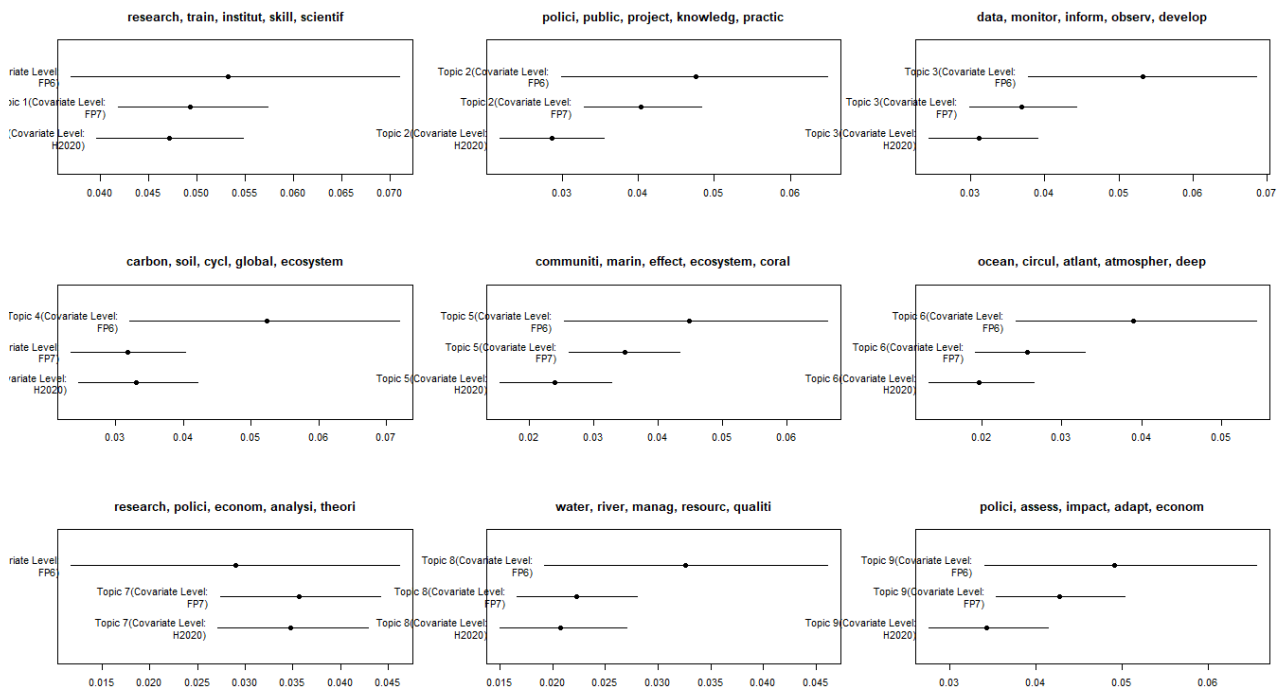 research, train, institut, skill, scientif
polici, public, project, knowledg, practic
data, monitor, inform, observ, develop
riate Level:
FP6)
pic 1(Covariate Level:
FP7)
(Covariate Level:
H2020)
0.040 0.045 0.050 0.055 0.060 0.065 0.070
Topic 2(Covariate Level:
FP6)
Topic 2(Covariate Level:
FP7)
Topic 2(Covariate Level:
H2020)
0.03 0.04 0.05 0.06
Topic 3(Covariate Level:
FP6)
Topic 3(Covariate Level:
FP7)
Topic 3(Covariate Level:
H2020)
0.03 0.04 0.05 0.06 0.07
carbon, soil, cycl, global, ecosystem
communiti, marin, effect, ecosystem, coral
ocean, circul, atlant, atmospher, deep
Topic 4(Covariate Level:
FP6)
riate Level:
FP7)
variate Level:
H2020)
0.03 0.04 0.05 0.06 0.07
Topic 5(Covariate Level:
FP6)
Topic 5(Covariate Level:
FP7)
Topic 5(Covariate Level:
H2020)
0.02 0.03 0.04 0.05 0.06
Topic 6(Covariate Level:
FP6)
Topic 6(Covariate Level:
FP7)
Topic 6(Covariate Level:
H2020)
0.02 0.03 0.04 0.05
research, polici, econom, analysi, theori
water, river, manag, resourc, qualiti
polici, assess, impact, adapt, econom
riate Level:
FP6)
Topic 7(Covariate Level:
FP7)
Topic 7(Covariate Level:
H2020)
0.015 0.020 0.025 0.030 0.035 0.040 0.045
Topic 8(Covariate Level:
FP6)
Topic 8(Covariate Level:
FP7)
Topic 8(Covariate Level:
H2020)
0.015 0.020 0.025 0.030 0.035 0.040 0.045
Topic 9(Covariate Level:
FP6)
Topic 9(Covariate Level:
FP7)
Topic 9(Covariate Level:
H2020)
0.03 0.04 0.05 0.06